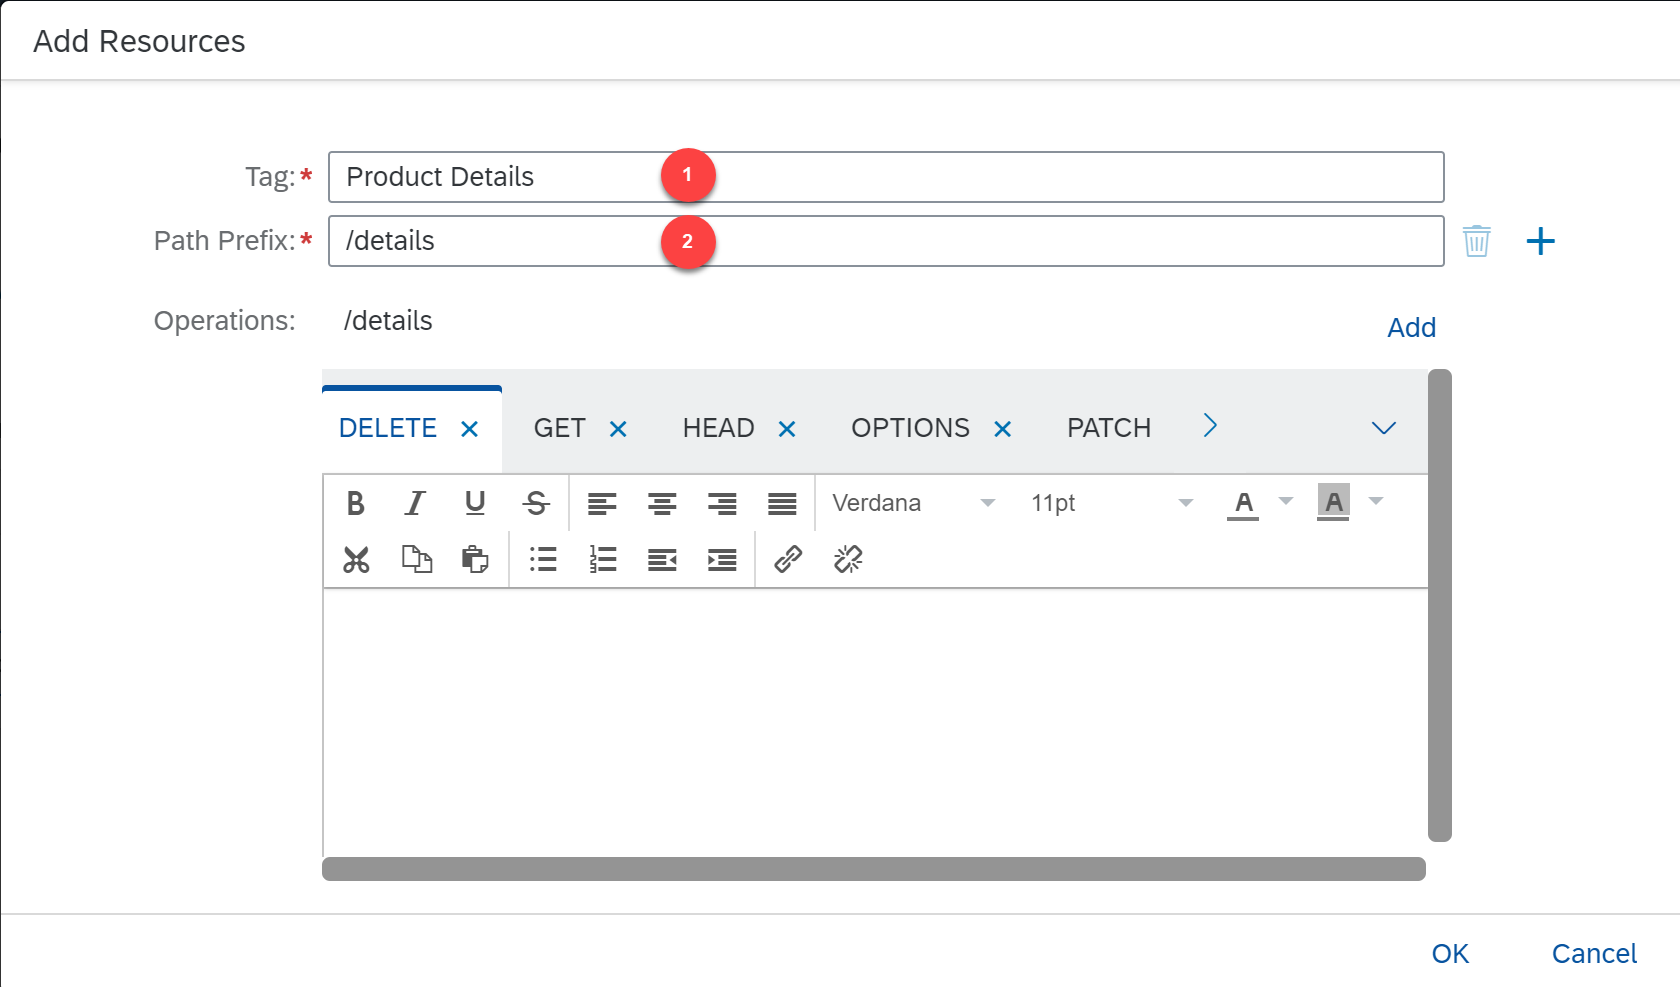 Add Resources
Tag:* Product Details 1
Path Prefix:* /details 2
Operations: /details Add
DELETE GET HEAD OPTIONS PATCH
B I U S Verdana 11pt A A
OK Cancel